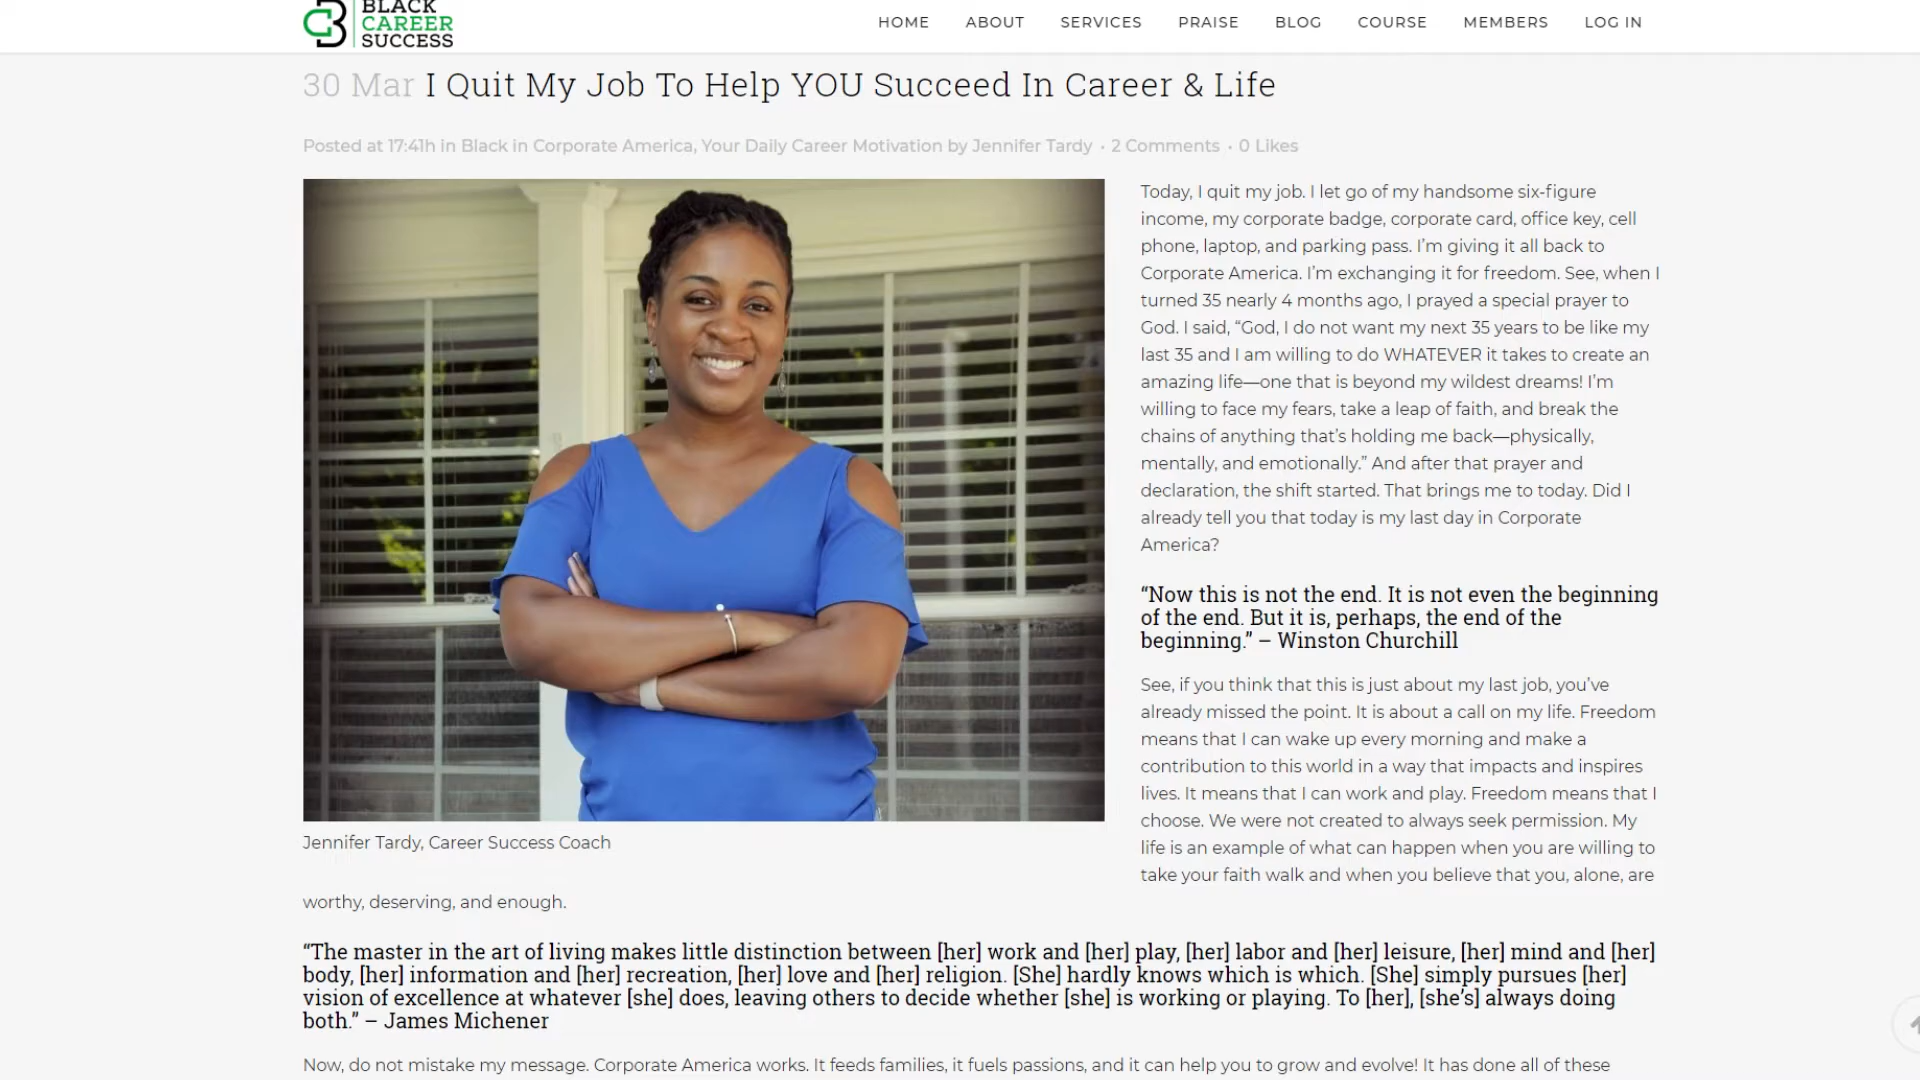 BLACK
CAREER
SUCCESS
HOME ABOUT SERVICES PRAISE BLOG COURSE MEMBERS LOG IN
30 Mar I Quit My Job To Help YOU Succeed In Career & Life
Posted at 17:41h in Black in Corporate America, Your Daily Career Motivation by Jennifer Tardy • 2 Comments • 0 Likes
Today, I quit my job. I let go of my handsome six-figure
income, my corporate badge, corporate card, office key, cell
phone, laptop, and parking pass. I’m giving it all back to
Corporate America. I’m exchanging it for freedom. See, when I
turned 35 nearly 4 months ago, I prayed a special prayer to
God. I said, “God, I do not want my next 35 years to be like my
last 35 and I am willing to do WHATEVER it takes to create an
amazing life—one that is beyond my wildest dreams! I’m
willing to face my fears, take a leap of faith, and break the
chains of anything that’s holding me back—physically,
mentally, and emotionally.” And after that prayer and
declaration, the shift started. That brings me to today. Did I
already tell you that today is my last day in Corporate
America?
“Now this is not the end. It is not even the beginning
of the end. But it is, perhaps, the end of the
beginning.” – Winston Churchill
See, if you think that this is just about my last job, you’ve
already missed the point. It is about a call on my life. Freedom
means that I can wake up every morning and make a
contribution to this world in a way that impacts and inspires
lives. It means that I can work and play. Freedom means that I
choose. We were not created to always seek permission. My
life is an example of what can happen when you are willing to
take your faith walk and when you believe that you, alone, are
Jennifer Tardy, Career Success Coach
worthy, deserving, and enough.
“The master in the art of living makes little distinction between [her] work and [her] play, [her] labor and [her] leisure, [her] mind and [her]
body, [her] information and [her] recreation, [her] love and [her] religion. [She] hardly knows which is which. [She] simply pursues [her]
vision of excellence at whatever [she] does, leaving others to decide whether [she] is working or playing. To [her], [she’s] always doing
both.” – James Michener
Now, do not mistake my message. Corporate America works. It feeds families, it fuels passions, and it can help you to grow and evolve! It has done all of these